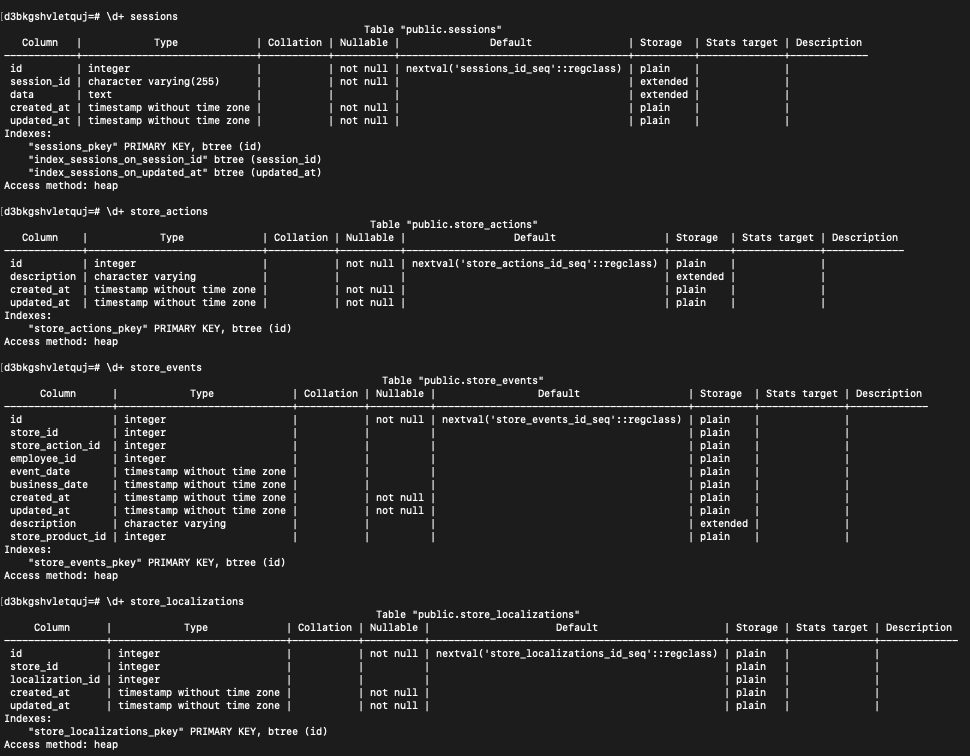 [d3bkgshvletquj=# \d+ sessions
Table "public.sessions"
Column | Type | Collation | Nullable | Default | Storage | Stats target | Description
id | integer | | not null | nextval('sessions_id_seq'::regclass) | plain | |
session_id | character varying(255) | | not null | | extended | |
data | text | | | | extended | |
created_at | timestamp without time zone | | not null | | plain | |
updated_at | timestamp without time zone | | not null | | plain | |
Indexes:
"sessions_pkey" PRIMARY KEY, btree (id)
"index_sessions_on_session_id" btree (session_id)
"index_sessions_on_updated_at" btree (updated_at)
Access method: heap
[d3bkgshvletquj=# \d+ store_actions
Table "public.store_actions"
Column | Type | Collation | Nullable | Default | Storage | Stats target | Description
id | integer | | not null | nextval('store_actions_id_seq'::regclass) | plain | |
description | character varying | | | | extended | |
created_at | timestamp without time zone | | not null | | plain | |
updated_at | timestamp without time zone | | not null | | plain | |
Indexes:
"store_actions_pkey" PRIMARY KEY, btree (id)
Access method: heap
[d3bkgshvletquj=# \d+ store_events
Table "public.store_events"
Column | Type | Collation | Nullable | Default | Storage | Stats target | Description
id | integer | | not null | nextval('store_events_id_seq'::regclass) | plain | |
store_id | integer | | | | plain | |
store_action_id | integer | | | | plain | |
employee_id | integer | | | | plain | |
event_date | timestamp without time zone | | | | plain | |
business_date | timestamp without time zone | | | | plain | |
created_at | timestamp without time zone | | not null | | plain | |
updated_at | timestamp without time zone | | not null | | plain | |
description | character varying | | | | extended | |
store_product_id | integer | | | | plain | |
Indexes:
"store_events_pkey" PRIMARY KEY, btree (id)
Access method: heap
[d3bkgshvletquj=# \d+ store_localizations
Table "public.store_localizations"
Column | Type | Collation | Nullable | Default | Storage | Stats target | Description
id | integer | | not null | nextval('store_localizations_id_seq'::regclass) | plain | |
store_id | integer | | | | plain | |
localization_id | integer | | | | plain | |
created_at | timestamp without time zone | | not null | | plain | |
updated_at | timestamp without time zone | | not null | | plain | |
Indexes:
"store_localizations_pkey" PRIMARY KEY, btree (id)
Access method: heap